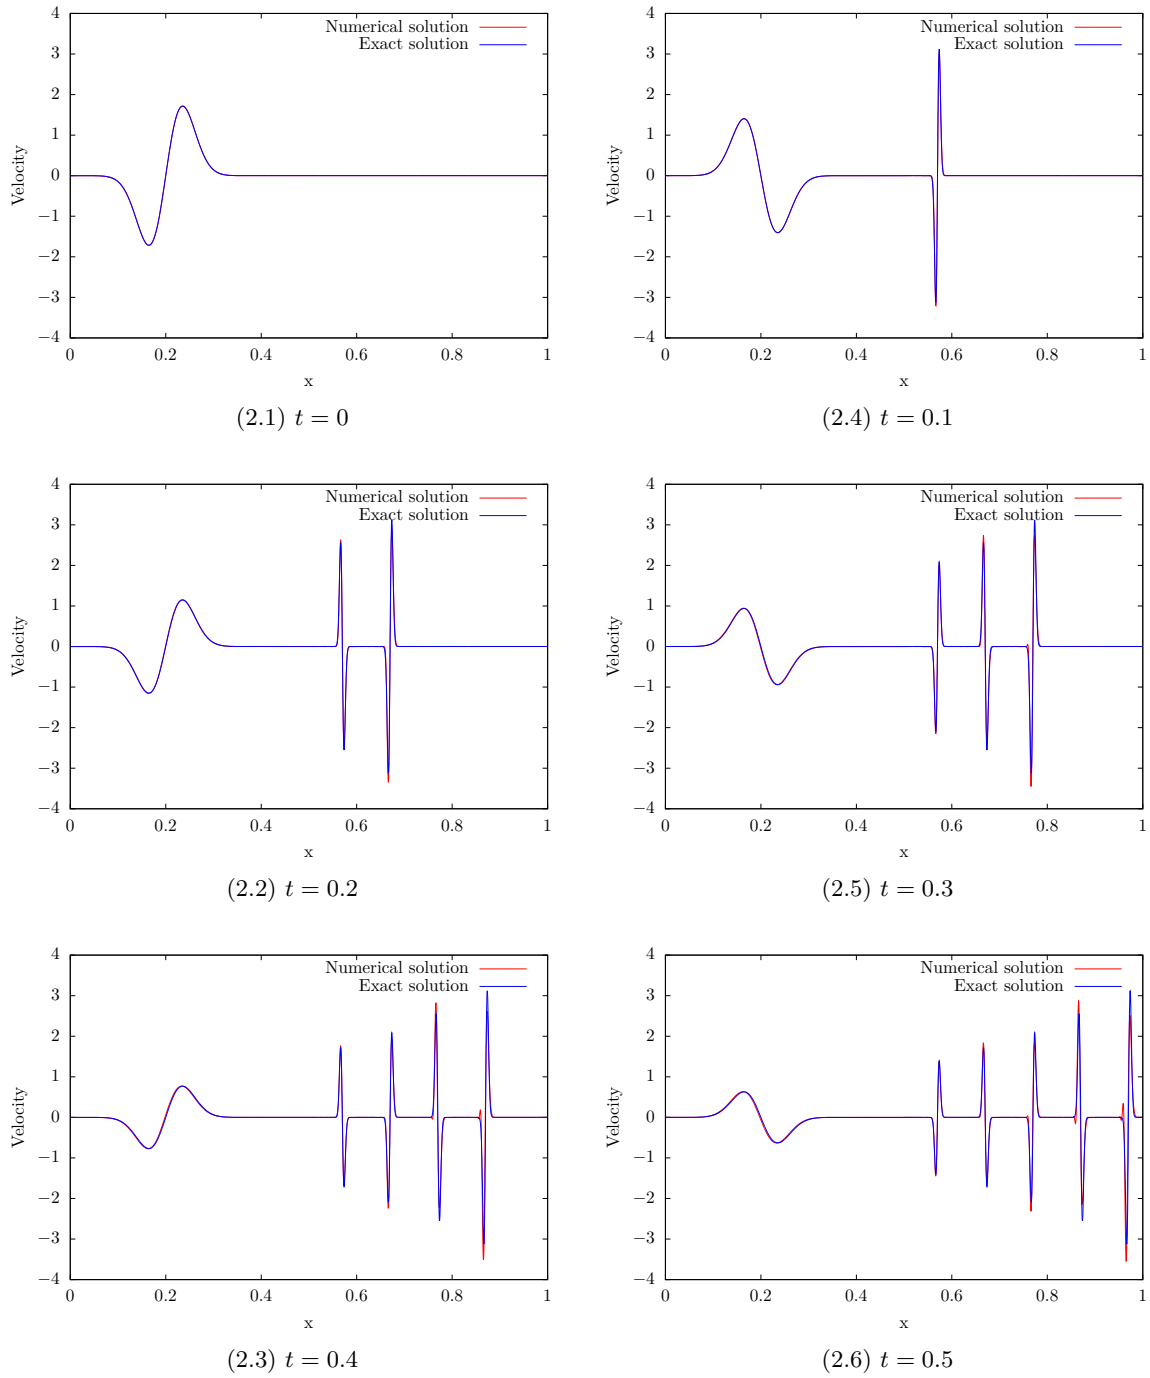 4
3
2
1
0
−1
−2
−3
−4
Velocity
Numerical solution
Exact solution
0 0.2 0.4 0.6 0.8 1
x
(2.1) t = 0
4
3
2
1
0
−1
−2
−3
−4
Velocity
Numerical solution
Exact solution
0 0.2 0.4 0.6 0.8 1
x
(2.4) t = 0.1
4
3
2
1
0
−1
−2
−3
−4
Velocity
Numerical solution
Exact solution
0 0.2 0.4 0.6 0.8 1
x
(2.2) t = 0.2
4
3
2
1
0
−1
−2
−3
−4
Velocity
Numerical solution
Exact solution
0 0.2 0.4 0.6 0.8 1
x
(2.5) t = 0.3
4
3
2
1
0
−1
−2
−3
−4
Velocity
Numerical solution
Exact solution
0 0.2 0.4 0.6 0.8 1
x
(2.3) t = 0.4
4
3
2
1
0
−1
−2
−3
−4
Velocity
Numerical solution
Exact solution
0 0.2 0.4 0.6 0.8 1
x
(2.6) t = 0.5